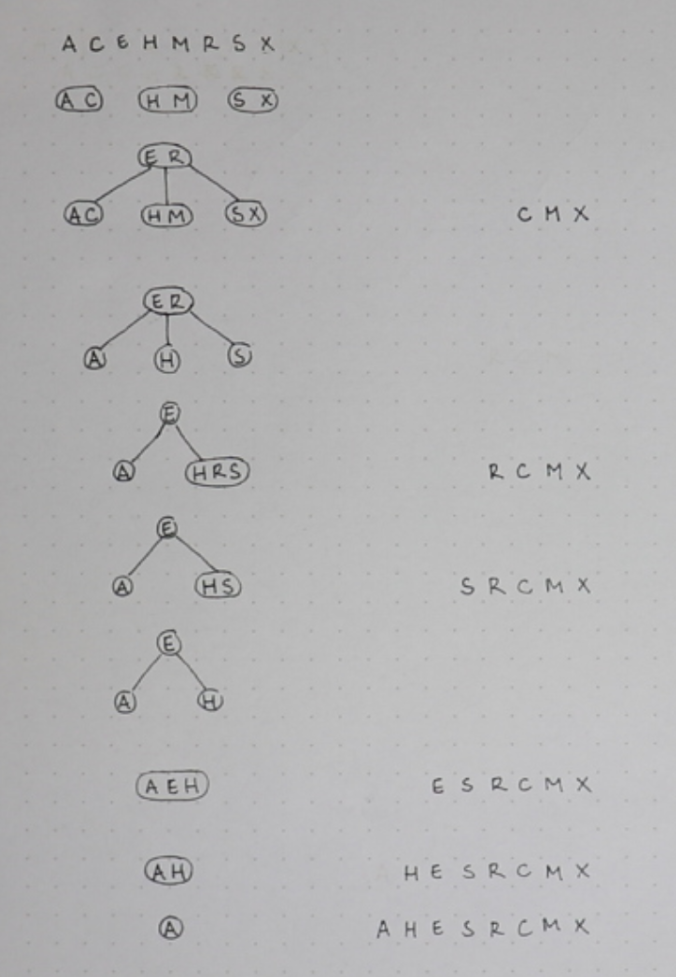 A C E H M R S X
A C H M S X
E R
A C H M S X C M X
E R
A H S
E
A H R S R C M X
E
A H S S R C M X
E
A H
A E H E S R C M X
A H H E S R C M X
A A H E S R C M X